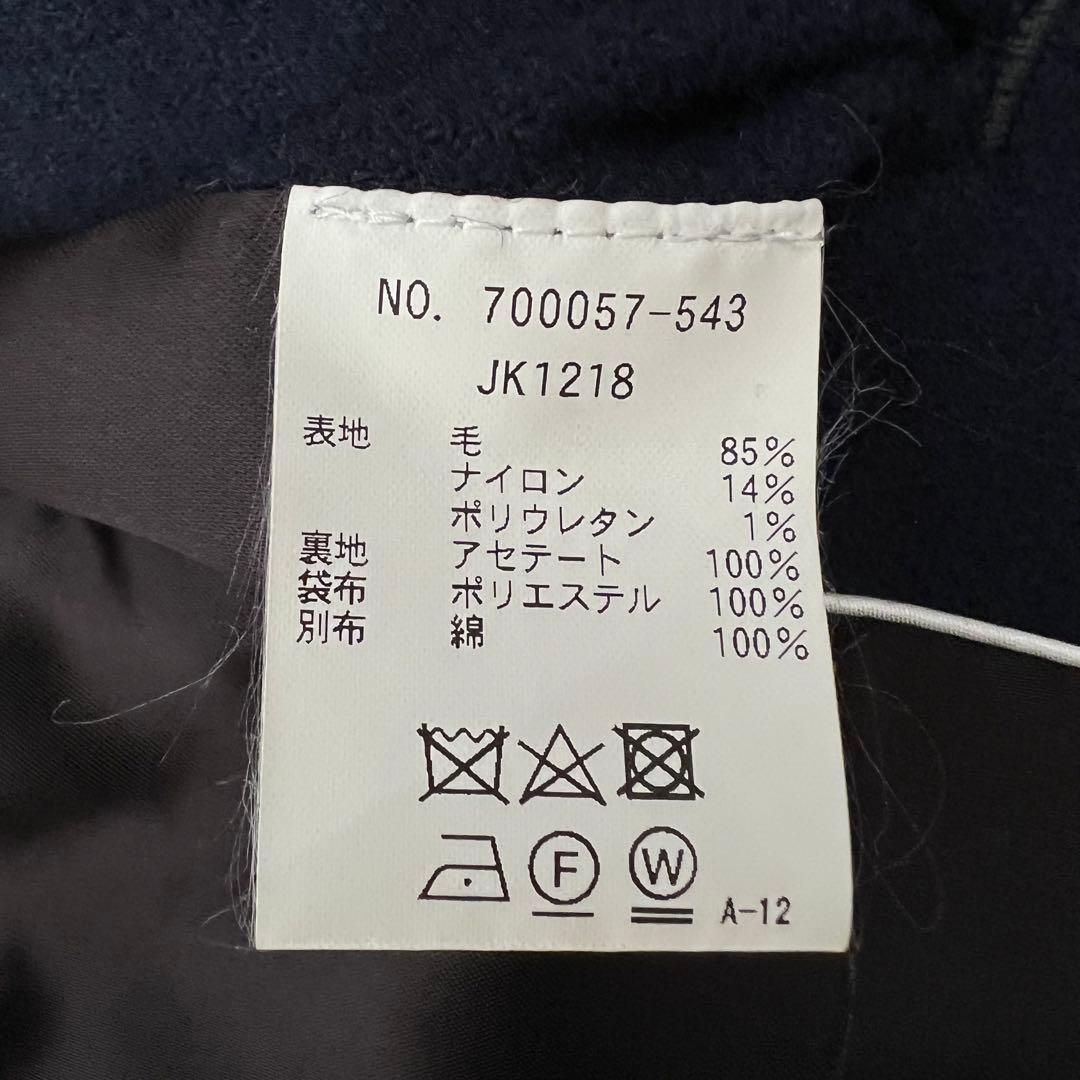 NO. 700057-543
JK1218
表地 毛 85%
ナイロン 14%
ポリウレタン 1%
裏地 アセテート 100%
袋布 ポリエステル 100%
別布 綿 100%
F W A-12